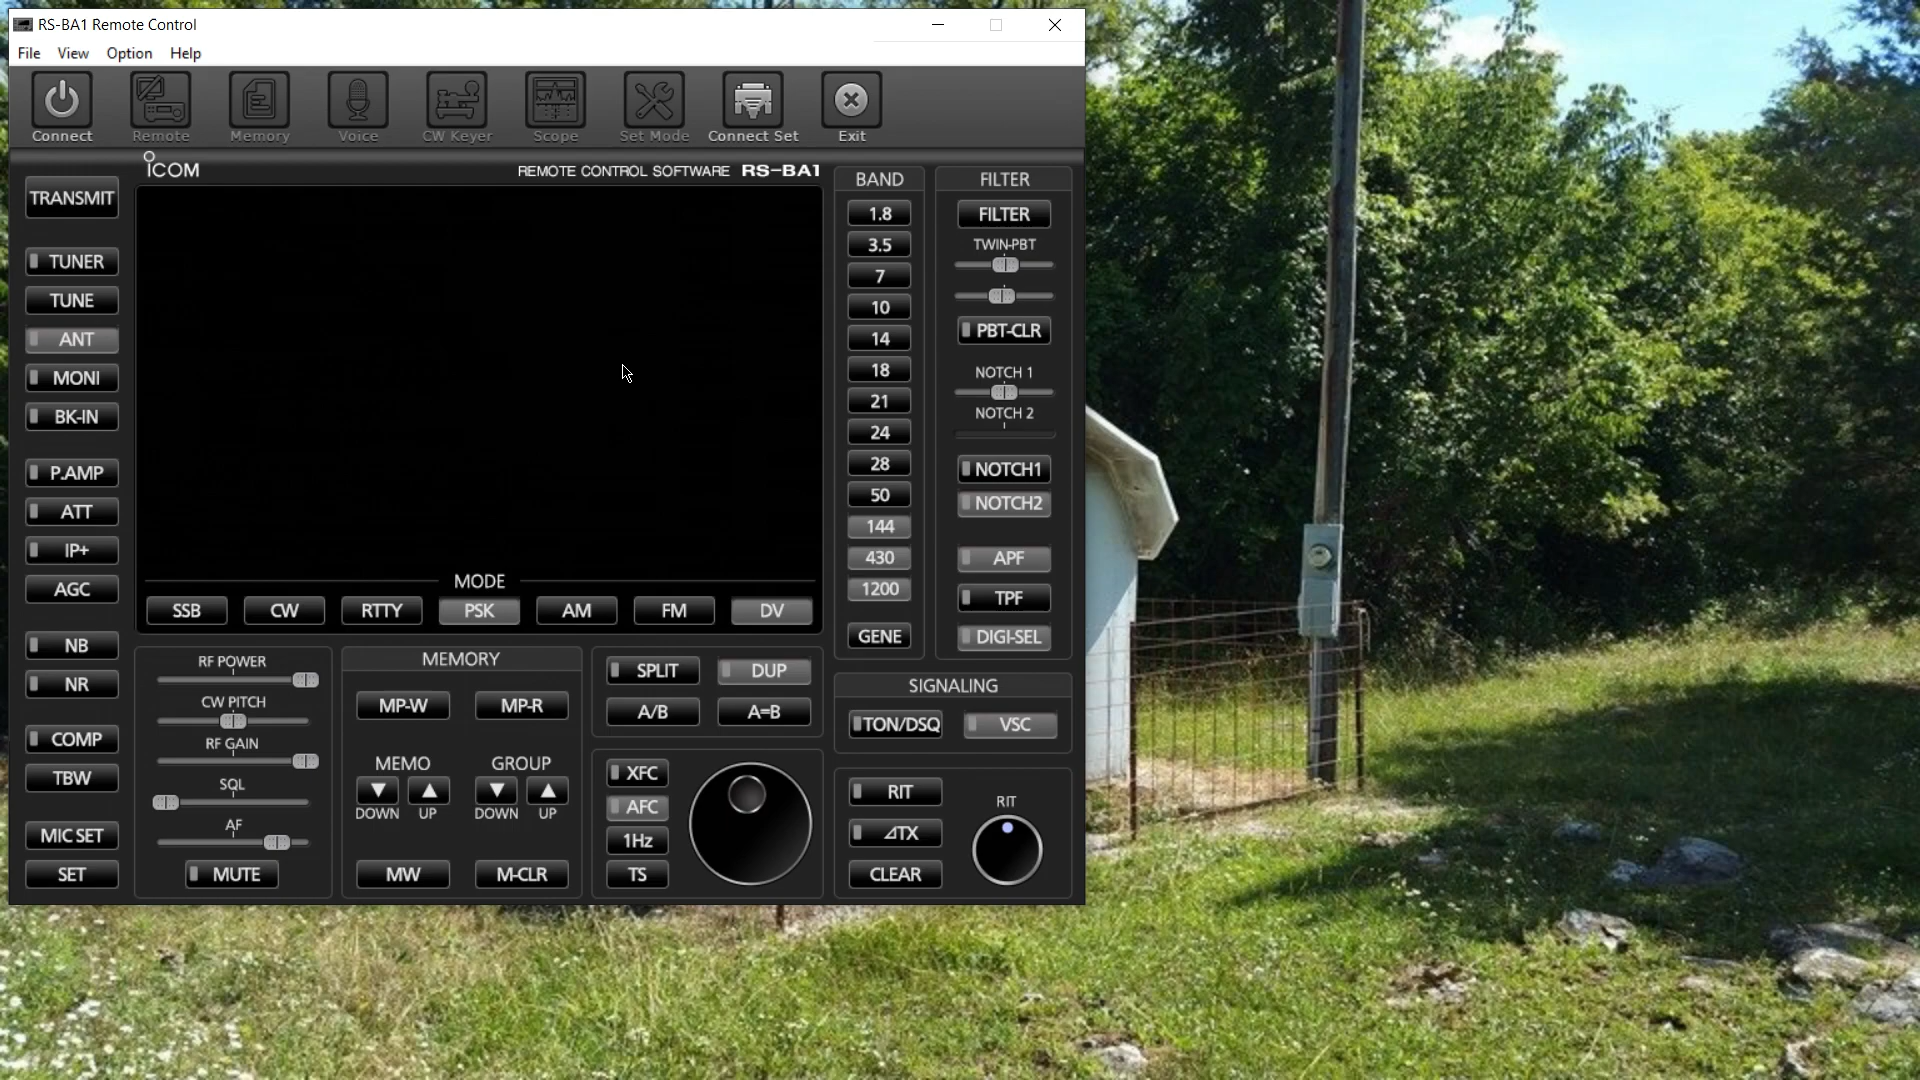 RS-BA1 Remote Control
File View Option Help
Connect Remote Memory Voice CW Keyer Scope Set Mode Connect Set Exit
ICOM
REMOTE CONTROL SOFTWARE RS-BA1
TRANSMIT
TUNER
TUNE
ANT
MONI
BK-IN
P.AMP
ATT
IP+
AGC
NB
NR
COMP
TBW
MIC SET
SET
MODE
SSB CW RTTY PSK AM FM DV
RF POWER
CW PITCH
RF GAIN
SQL
AF
MUTE
MEMORY
MP-W MP-R
MEMO GROUP
DOWN UP DOWN UP
MW M-CLR
SPLIT DUP
A/B A=B
XFC
AFC
1Hz
TS
BAND
1.8
3.5
7
10
14
18
21
24
28
50
144
430
1200
GENE
FILTER
FILTER
TWIN-PBT
PBT-CLR
NOTCH 1
NOTCH 2
NOTCH1
NOTCH2
APF
TPF
DIGI-SEL
SIGNALING
TON/DSQ VSC
RIT
⊿TX
CLEAR
RIT